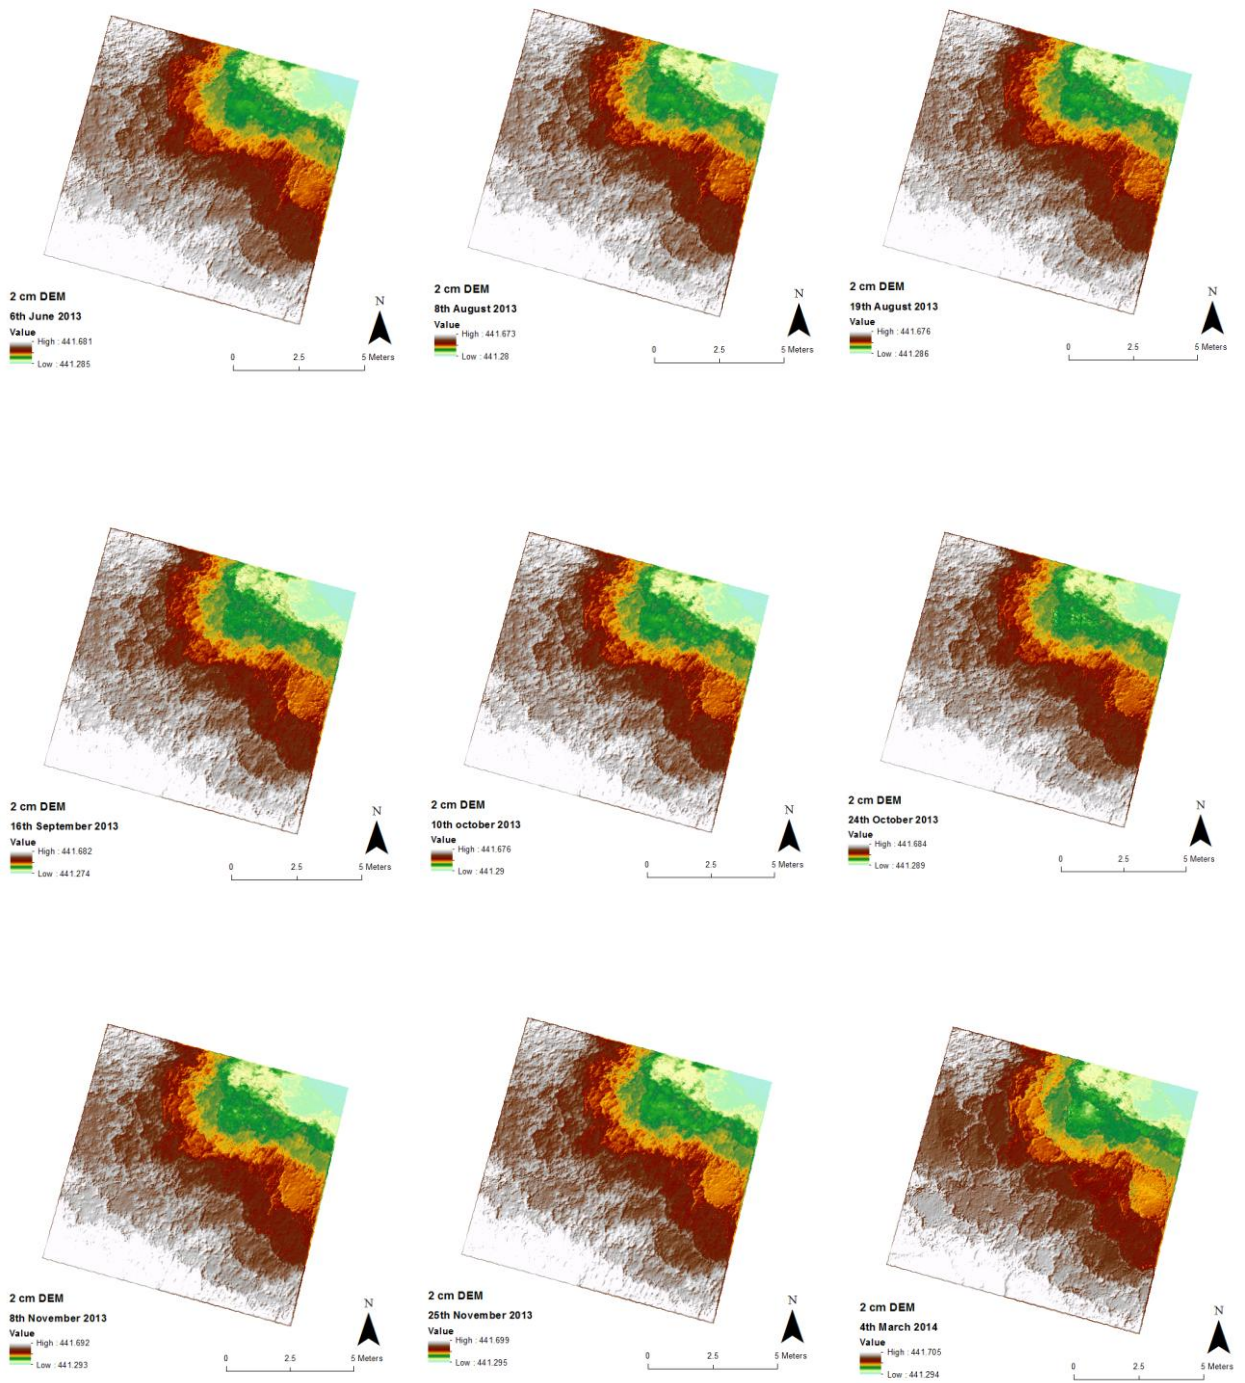 2 cm DEM
6th June 2013
Value
High : 441.681
Low : 441.285
N
0 2.5 5 Meters
2 cm DEM
8th August 2013
Value
High : 441.673
Low : 441.28
N
0 2.5 5 Meters
2 cm DEM
19th August 2013
Value
High : 441.676
Low : 441.286
N
0 2.5 5 Meters
2 cm DEM
16th September 2013
Value
High : 441.682
Low : 441.274
N
0 2.5 5 Meters
2 cm DEM
10th october 2013
Value
High : 441.676
Low : 441.29
N
0 2.5 5 Meters
2 cm DEM
24th October 2013
Value
High : 441.684
Low : 441.289
N
0 2.5 5 Meters
2 cm DEM
8th November 2013
Value
High : 441.692
Low : 441.293
N
0 2.5 5 Meters
2 cm DEM
25th November 2013
Value
High : 441.699
Low : 441.295
N
0 2.5 5 Meters
2 cm DEM
4th March 2014
Value
High : 441.705
Low : 441.294
N
0 2.5 5 Meters